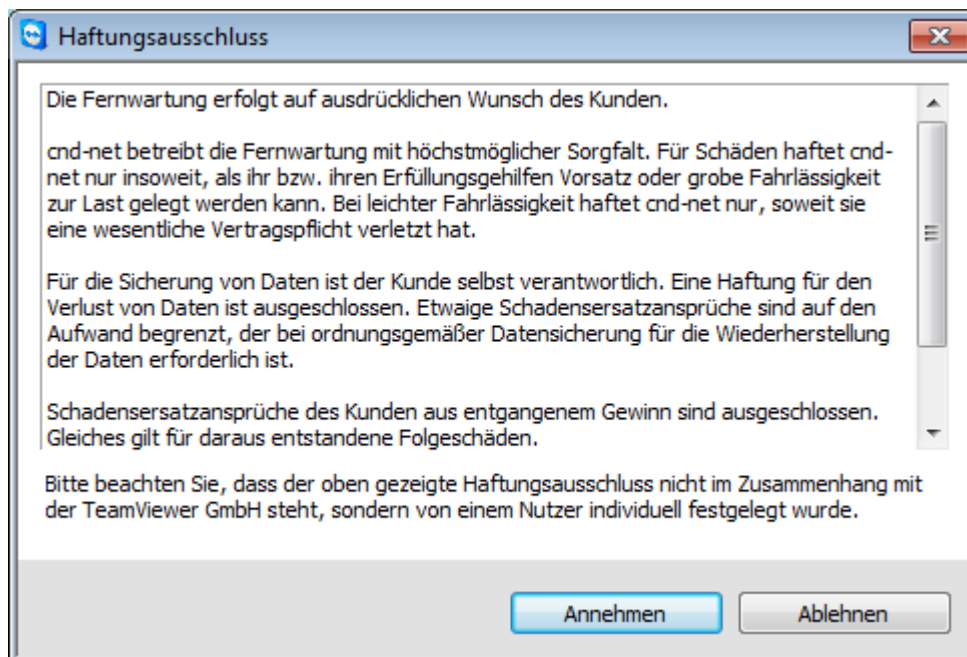 Haftungsausschluss
Die Fernwartung erfolgt auf ausdrücklichen Wunsch des Kunden.
cnd-net betreibt die Fernwartung mit höchstmöglicher Sorgfalt. Für Schäden haftet cnd-
net nur insoweit, als ihr bzw. ihren Erfüllungsgehilfen Vorsatz oder grobe Fahrlässigkeit
zur Last gelegt werden kann. Bei leichter Fahrlässigkeit haftet cnd-net nur, soweit sie
eine wesentliche Vertragspflicht verletzt hat.
Für die Sicherung von Daten ist der Kunde selbst verantwortlich. Eine Haftung für den
Verlust von Daten ist ausgeschlossen. Etwaige Schadensersatzansprüche sind auf den
Aufwand begrenzt, der bei ordnungsgemäßer Datensicherung für die Wiederherstellung
der Daten erforderlich ist.
Schadensersatzansprüche des Kunden aus entgangenem Gewinn sind ausgeschlossen.
Gleiches gilt für daraus entstandene Folgeschäden.
Bitte beachten Sie, dass der oben gezeigte Haftungsausschluss nicht im Zusammenhang mit
der TeamViewer GmbH steht, sondern von einem Nutzer individuell festgelegt wurde.
Annehmen
Ablehnen